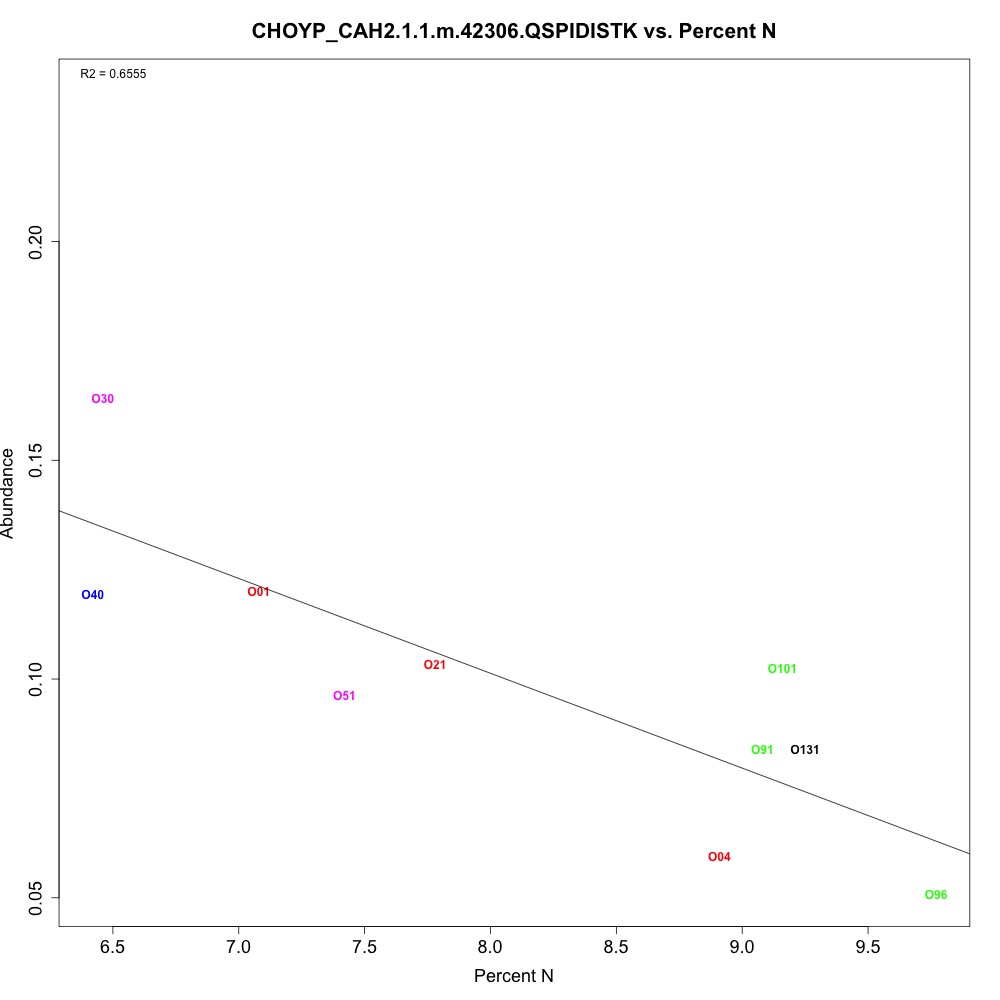 CHOYP_CAH2.1.1.m.42306.QSPIDISTK vs. Percent N
R2 = 0.6555
0.20
O30
0.15
Abundance
O40
O01
O21
O101
0.10
O51
O91 O131
O04
O96
0.05
6.5 7.0 7.5 8.0 8.5 9.0 9.5
Percent N